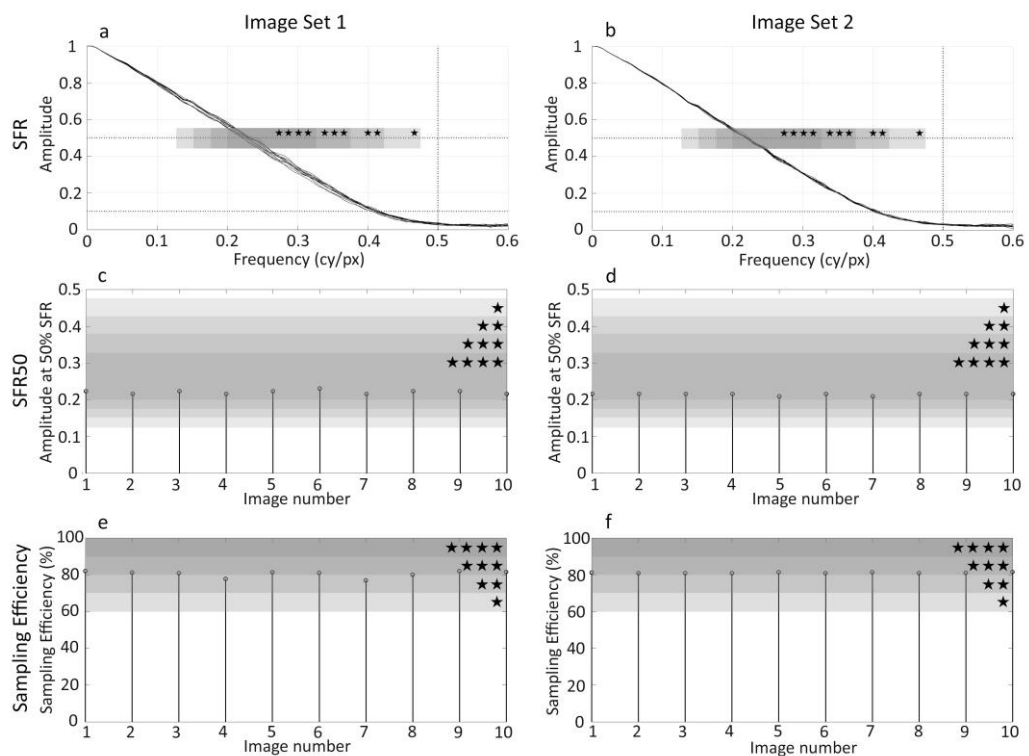 Image Set 1
Image Set 2
a
SFR
Amplitude
1
0.8
0.6
0.4
0.2
0
★★★★ ★★★ ★★ ★
0 0.1 0.2 0.3 0.4 0.5 0.6
Frequency (cy/px)
b
Amplitude
1
0.8
0.6
0.4
0.2
0
★★★★ ★★★ ★★ ★
0 0.1 0.2 0.3 0.4 0.5 0.6
Frequency (cy/px)
c
SFR50
Amplitude at 50% SFR
0.5
0.4
0.3
0.2
0.1
0
★
★★
★★★
★★★★
1 2 3 4 5 6 7 8 9 10
Image number
d
Amplitude at 50% SFR
0.5
0.4
0.3
0.2
0.1
0
★
★★
★★★
★★★★
1 2 3 4 5 6 7 8 9 10
Image number
e
Sampling Efficiency
Sampling Efficiency (%)
100
80
60
40
20
0
★★★★
★★★
★★
★
1 2 3 4 5 6 7 8 9 10
Image number
f
Sampling Efficiency (%)
100
80
60
40
20
0
★★★★
★★★
★★
★
1 2 3 4 5 6 7 8 9 10
Image number